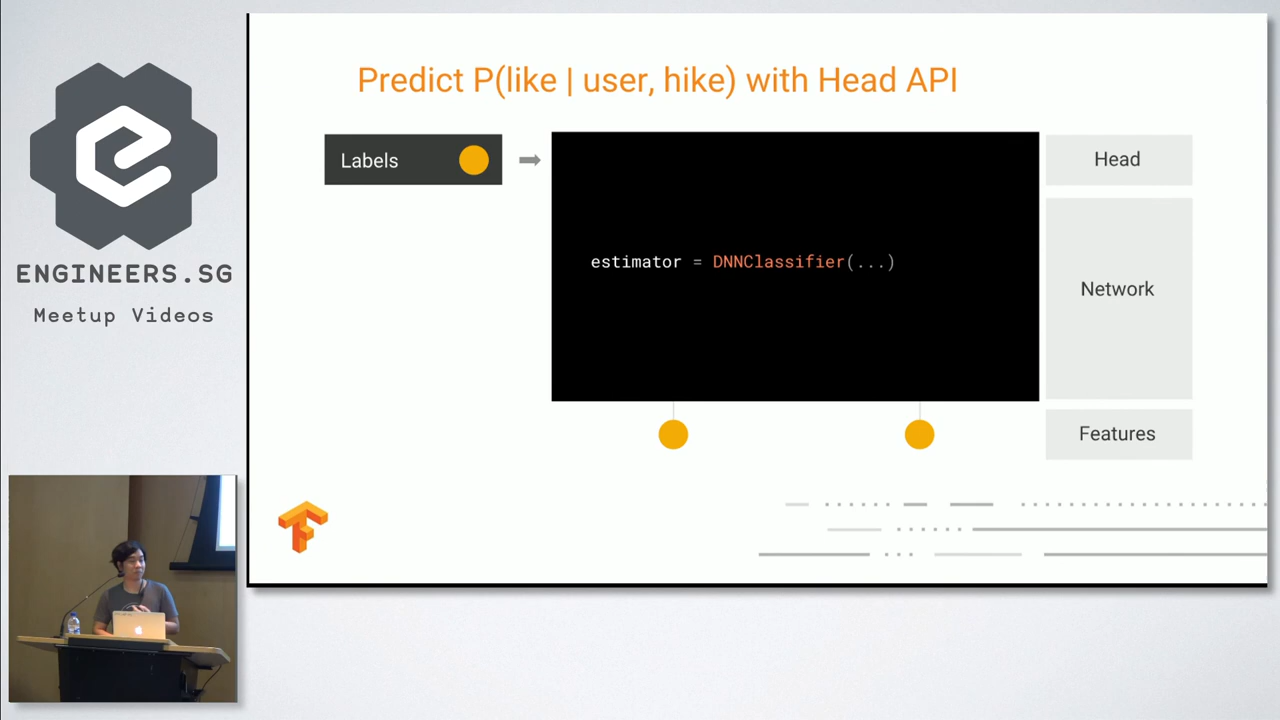 ENGINEERS.SG
Meetup Videos
Predict P(like | user, hike) with Head API
Labels
estimator = DNNClassifier(...)
Head
Network
Features